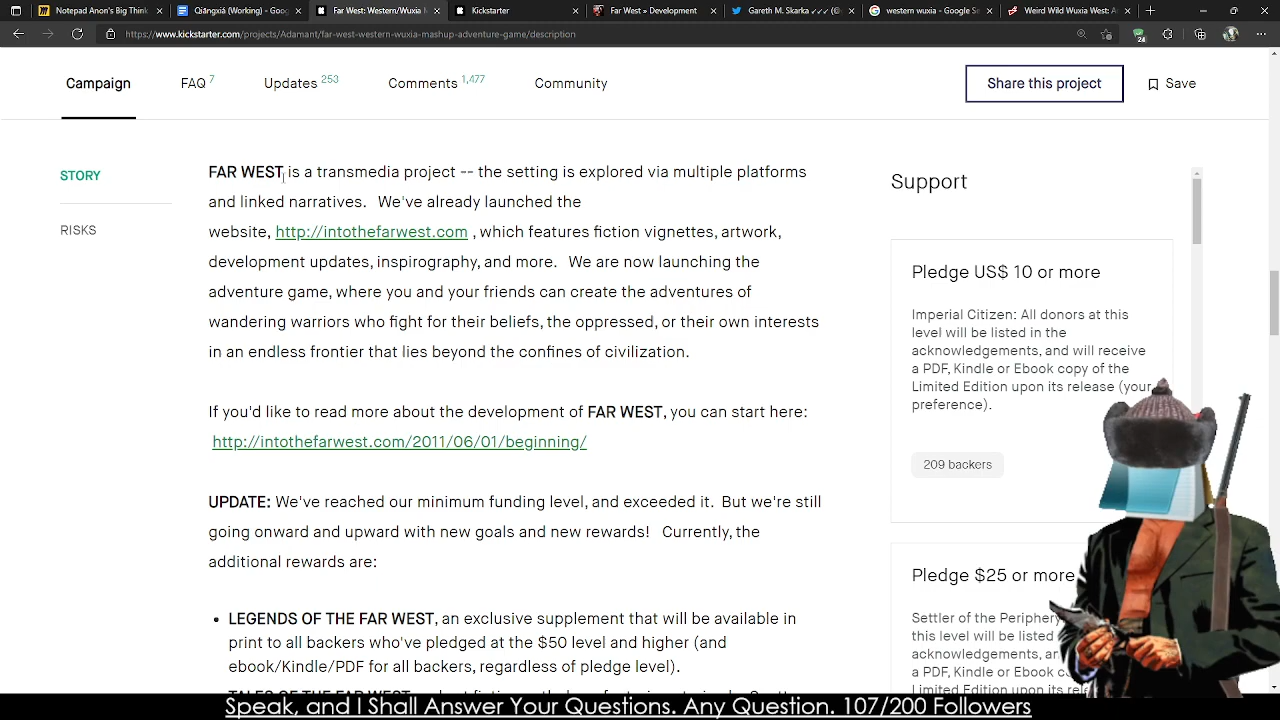 Notepad Anon's Big Think
Qiāngxiá - Google
Far West: Western/Wuxia M
Kickstarter
Far West » Development
Gareth M. Skarka ✓✓✓ (@
western wuxia - Google Se
Weird Wild Wuxia West: As
https://www.kickstarter.com/projects/Adamant/far-west-western-wuxia-mashup-adventure-game/description
Campaign
FAQ 7
Updates 253
Comments 1,477
Community
Share this project
Save
STORY
RISKS
FAR WEST is a transmedia project -- the setting is explored via multiple platforms
and linked narratives. We've already launched the
website, http://intothefarwest.com , which features fiction vignettes, artwork,
development updates, inspirography, and more. We are now launching the
adventure game, where you and your friends can create the adventures of
wandering warriors who fight for their beliefs, the oppressed, or their own interests
in an endless frontier that lies beyond the confines of civilization.
If you'd like to read more about the development of FAR WEST, you can start here:
http://intothefarwest.com/2011/06/01/beginning/
UPDATE: We've reached our minimum funding level, and exceeded it. But we're still
going onward and upward with new goals and new rewards! Currently, the
additional rewards are:
• LEGENDS OF THE FAR WEST, an exclusive supplement that will be available in
print to all backers who've pledged at the $50 level and higher (and
ebook/Kindle/PDF for all backers, regardless of pledge level).
Support
Pledge US$ 10 or more
Imperial Citizen: All donors at this
level will be listed in the
acknowledgements, and will receive
a PDF, Kindle or Ebook copy of the
Limited Edition upon its release (your
preference).
209 backers
Pledge $25 or more
Settler of the Periphery
this level will be listed
acknowledgements, an
a PDF, Kindle or Ebook
Limited Edition upon its rele
Speak, and I Shall Answer Your Questions. Any Question. 107/200 Followers